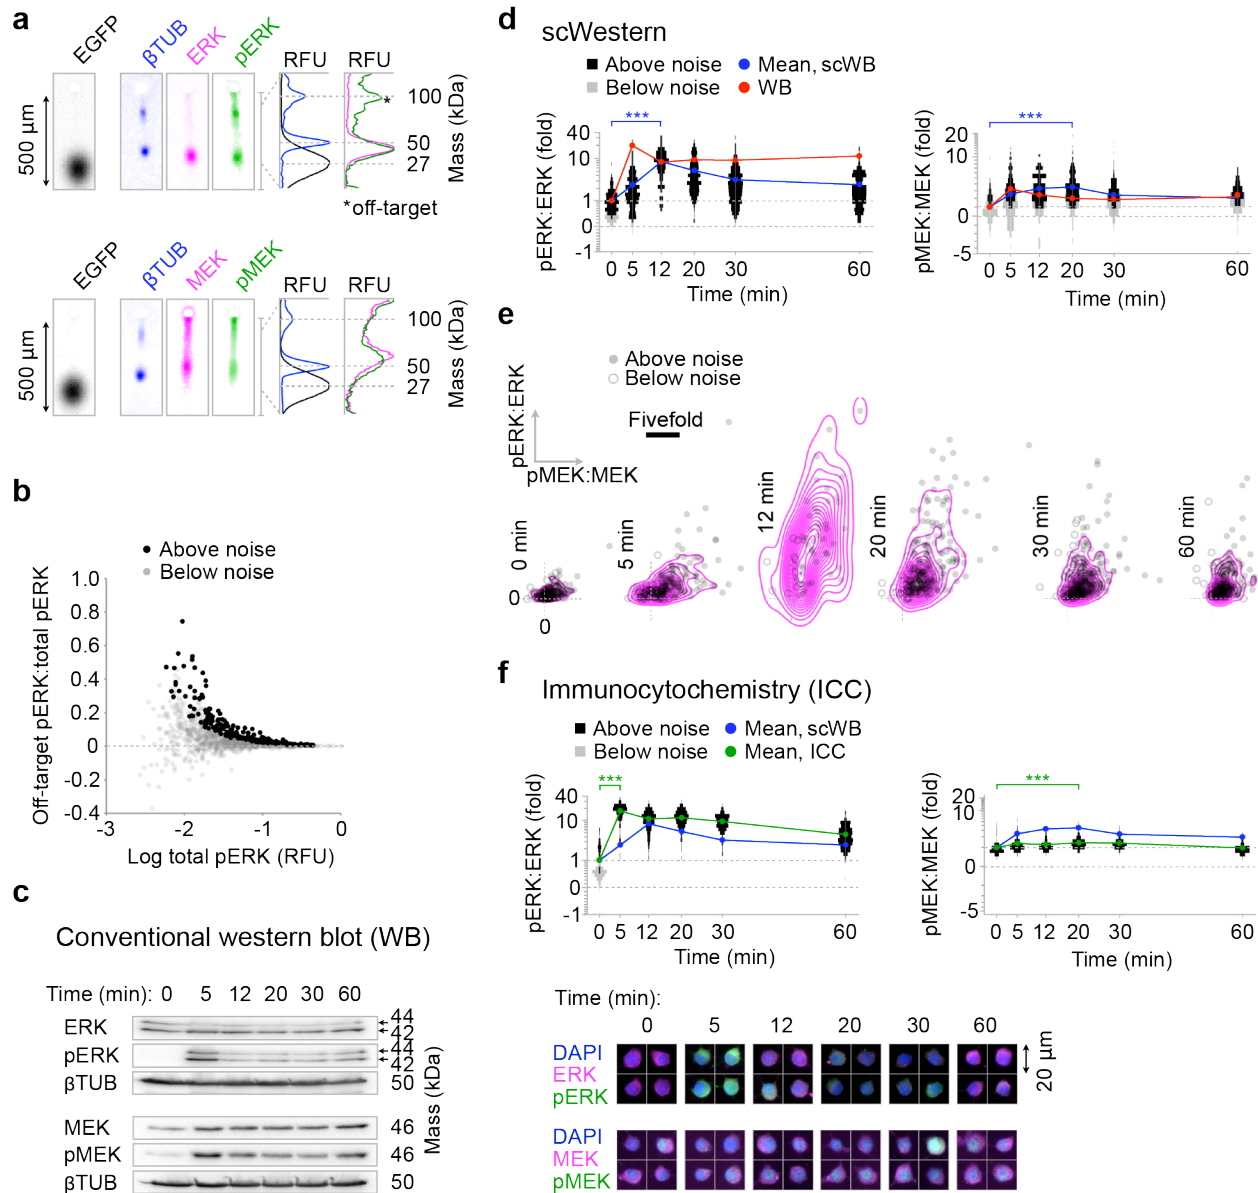 a
EGFP
βTUB
ERK
pERK
RFU
RFU
500 µm
100
50
27
Mass (kDa)
*
*off-target
EGFP
βTUB
MEK
pMEK
RFU
RFU
500 µm
100
50
27
Mass (kDa)
b
Above noise
Below noise
Off-target pERK:total pERK
1.0
0.8
0.6
0.4
0.2
0
-0.2
-0.4
-3 -2 -1 0
Log total pERK (RFU)
c
Conventional western blot (WB)
Time (min): 0 5 12 20 30 60
ERK 44
42
pERK 44
42
βTUB 50
MEK 46
pMEK 46
βTUB 50
Mass (kDa)
d
scWestern
Above noise Mean, scWB
Below noise WB
pERK:ERK (fold)
40
10
1
0
-1
***
0 5 12 20 30 60
Time (min)
pMEK:MEK (fold)
20
10
0
-5
***
0 5 12 20 30 60
Time (min)
e
Above noise
Below noise
pERK:ERK
pMEK:MEK
Fivefold
0 min
5 min
12 min
20 min
30 min
60 min
0
0
f
Immunocytochemistry (ICC)
Above noise Mean, scWB
Below noise Mean, ICC
pERK:ERK (fold)
40
10
1
0
-1
***
0 5 12 20 30 60
Time (min)
pMEK:MEK (fold)
20
10
0
-5
***
0 5 12 20 30 60
Time (min)
Time (min):
0 5 12 20 30 60
DAPI
ERK
pERK
20 µm
DAPI
MEK
pMEK